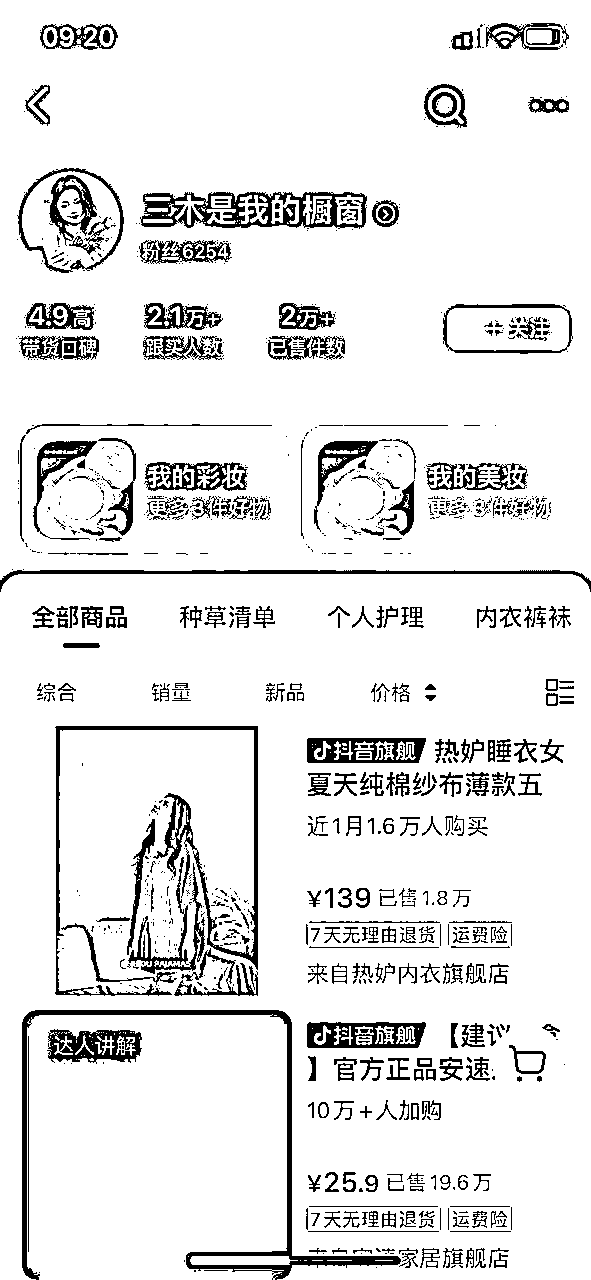 09:20
三木是我的橱窗
粉丝6254
4.9高 2.1万+ 2万+
带货口碑 跟买人数 已售件数
+关注
我的彩妆
更多3件好物
我的美妆
更多3件好物
全部商品 种草清单 个人护理 内衣裤袜
综合 销量 新品 价格
抖音旗舰 热妒睡衣女
夏天纯棉纱布薄款五
近1月1.6万人购买
¥139 已售1.8万
7天无理由退货 运费险
来自热妒内衣旗舰店
达人讲解
抖音旗舰 【建议
】官方正品安速
10万+人加购
¥25.9 已售19.6万
7天无理由退货 运费险
家居旗舰店